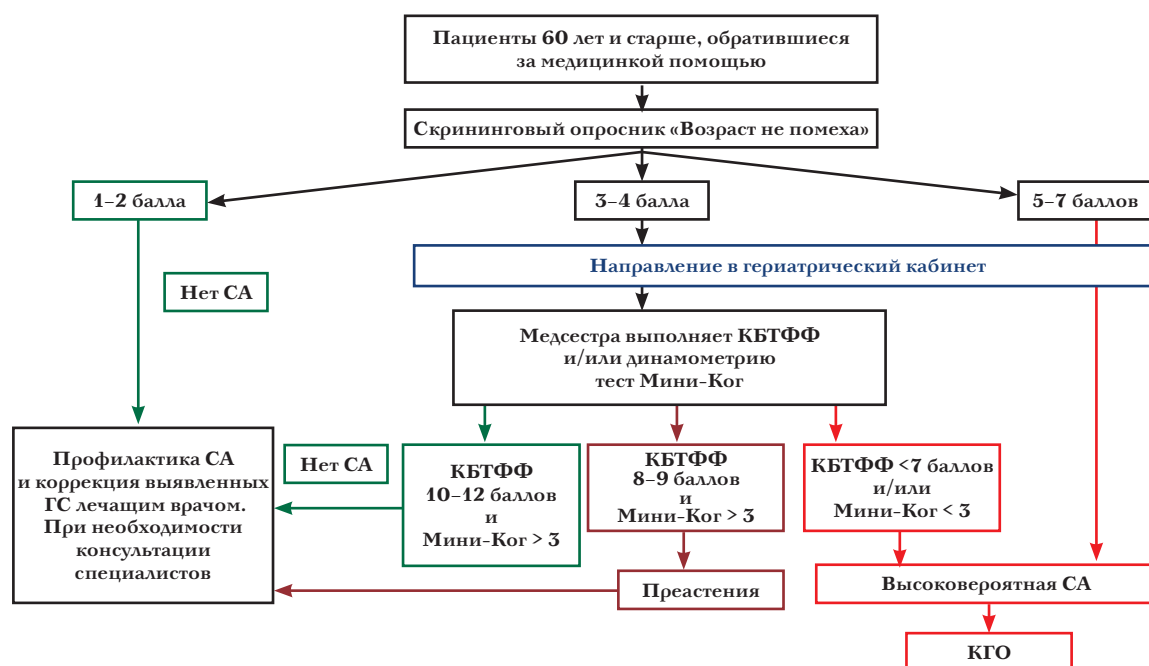 Пациенты 60 лет и старше, обратившиеся
за медицинкой помощью
Скрининговый опросник «Возраст не помеха»
1–2 балла
3–4 балла
5–7 баллов
Направление в гериатрический кабинет
Нет СА
Медсестра выполняет КБТФФ
и/или динамометрию
тест Мини-Ког
Профилактика СА
и коррекция выявленных
ГС лечащим врачом.
При необходимости
консультации
специалистов
Нет СА
КБТФФ
10–12 баллов
и
Мини-Ког > 3
КБТФФ
8–9 баллов
и
Мини-Ког > 3
КБТФФ <7 баллов
и/или
Мини-Ког < 3
Преастения
Высоковероятная СА
КГО